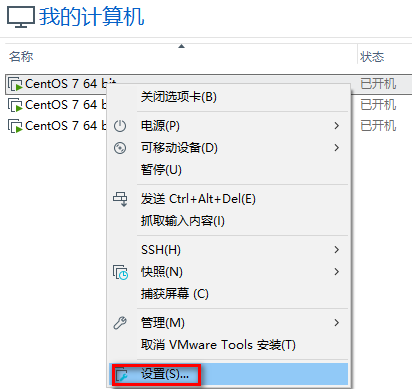 我的计算机
名称 状态
CentOS 7 64 bit 已开机
CentOS 7 64 b 已开机
CentOS 7 64 b 已开机
关闭选项卡(B)
电源(P)
可移动设备(D)
暂停(U)
发送 Ctrl+Alt+Del(E)
抓取输入内容(I)
SSH(H)
快照(N)
捕获屏幕 (C)
管理(M)
取消 VMware Tools 安装(T)
设置(S)...